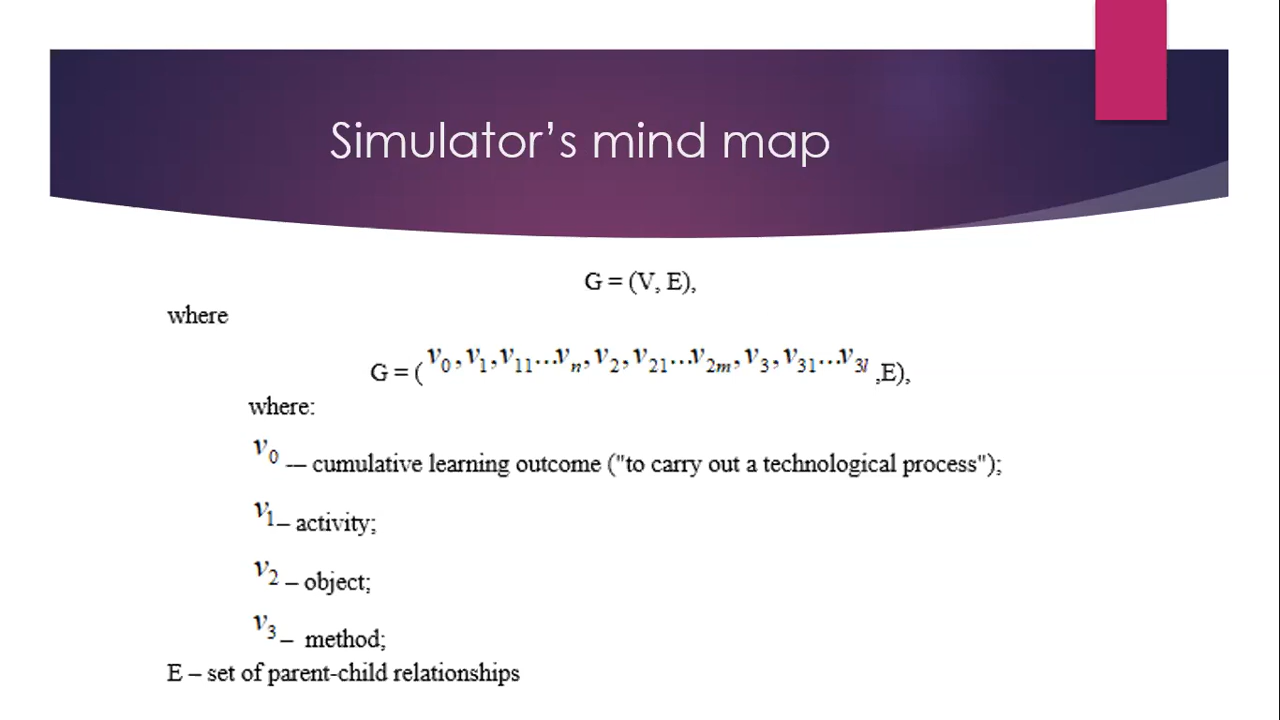 Simulator's mind map
G = (V, E),
where
G = ( v₀, v₁, v₁₁...vₙ, v₂, v₂₁...v₂ₘ, v₃, v₃₁...v₃ₗ ,E),
where:
v₀ — cumulative learning outcome ("to carry out a technological process");
v₁ – activity;
v₂ – object;
v₃ – method;
E – set of parent-child relationships